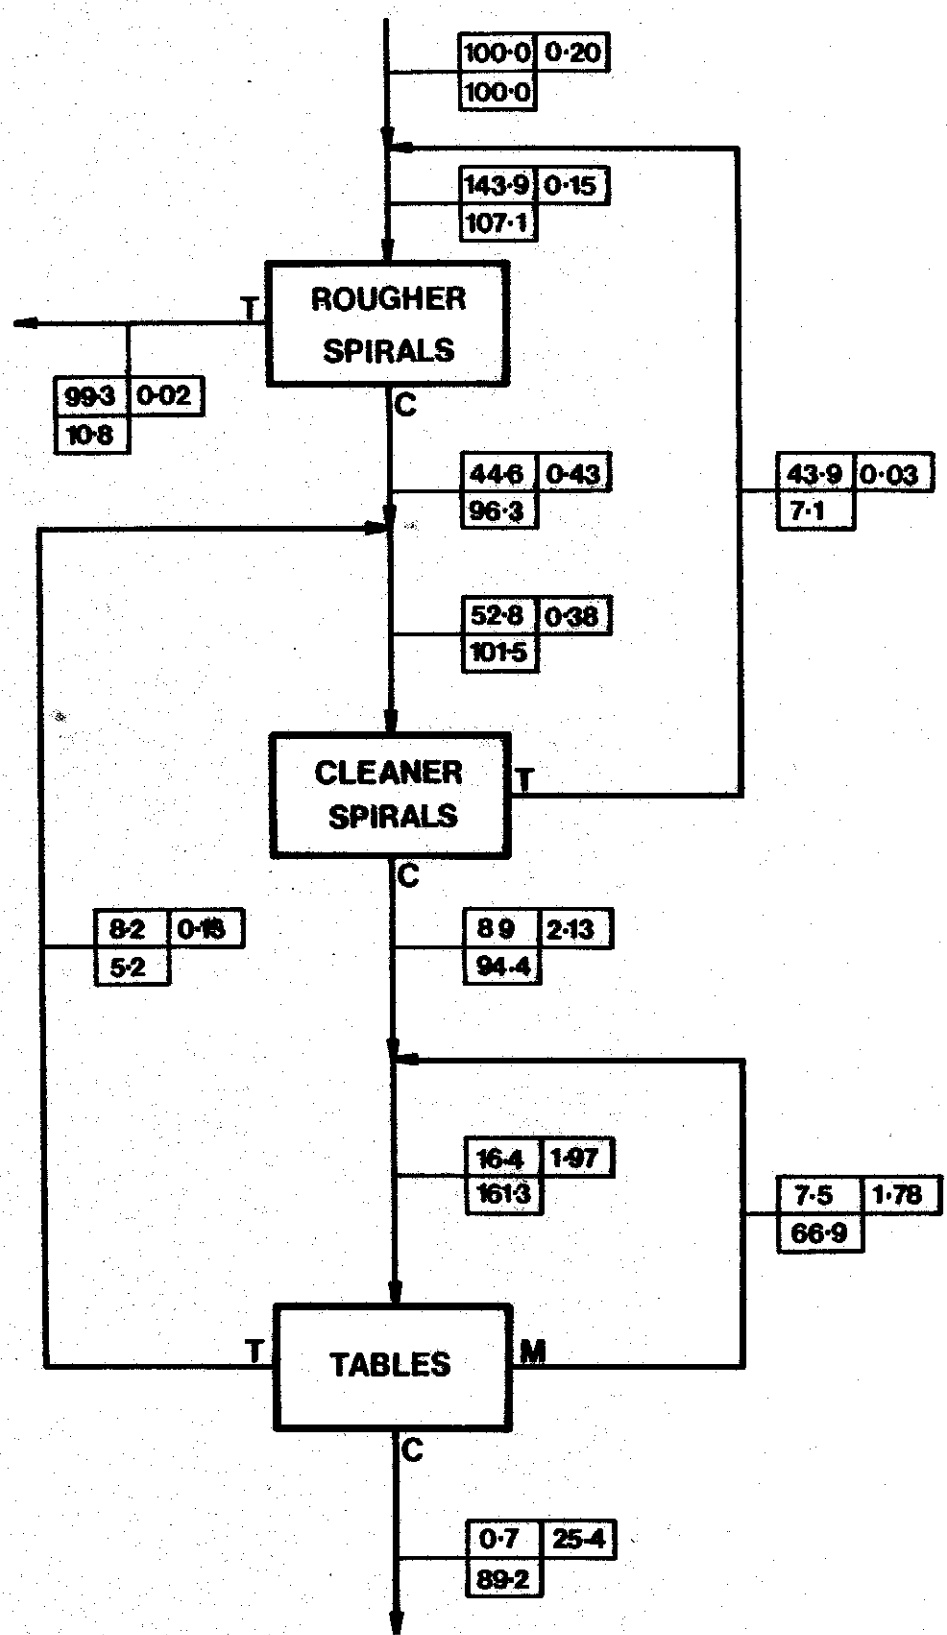 100·0 0·20
100·0
143·9 0·15
107·1
T
ROUGHER
SPIRALS
99·3 0·02
10·8
C
44·6 0·43
96·3
43·9 0·03
7·1
52·8 0·38
101·5
CLEANER
SPIRALS
T
C
8·2
5·2
8 9 2·13
94·4
16·4 1·97
161·3
7·5 1·78
66·9
T
TABLES
M
C
0·7 25·4
89·2